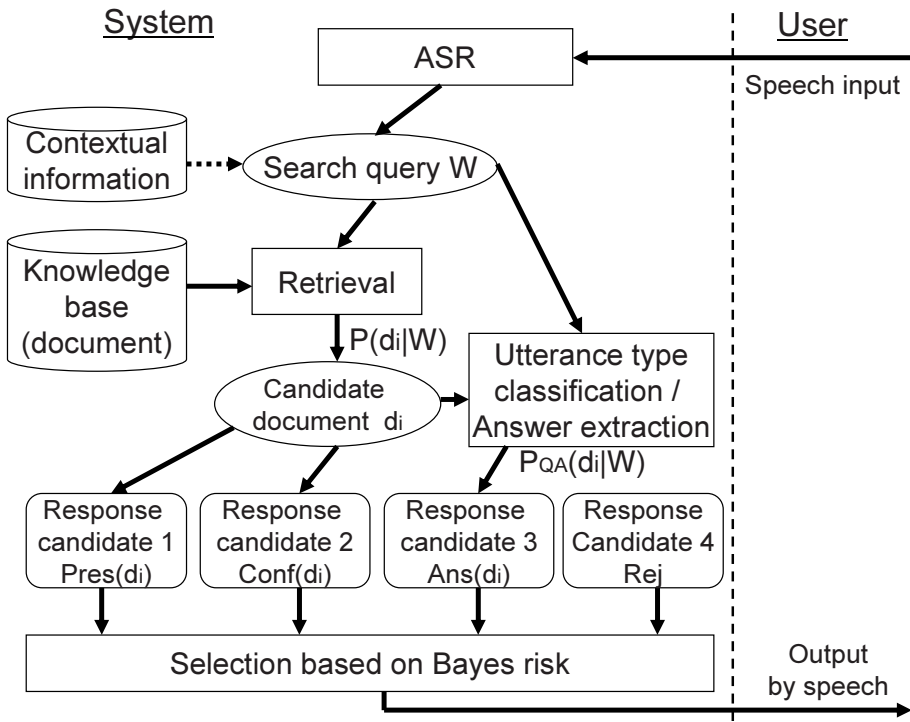 System
User
ASR
Speech input
Contextual
information
Search query W
Knowledge
base
(document)
Retrieval
P(di|W)
Utterance type
classification /
Answer extraction
Candidate
document di
PQA(di|W)
Response
candidate 1
Pres(di)
Response
candidate 2
Conf(di)
Response
candidate 3
Ans(di)
Response
Candidate 4
Rej
Selection based on Bayes risk
Output
by speech